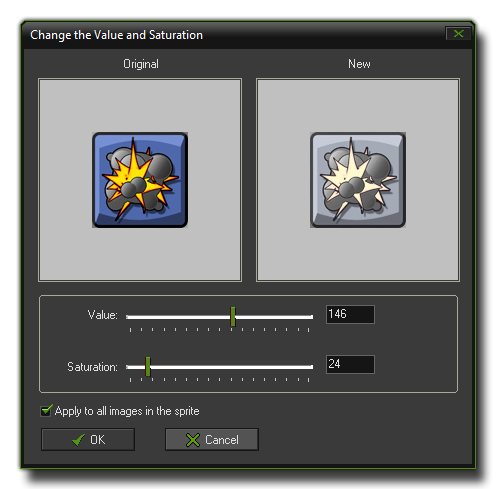 Change the Value and Saturation
Original
New
Value:
146
Saturation:
24
Apply to all images in the sprite
OK
Cancel